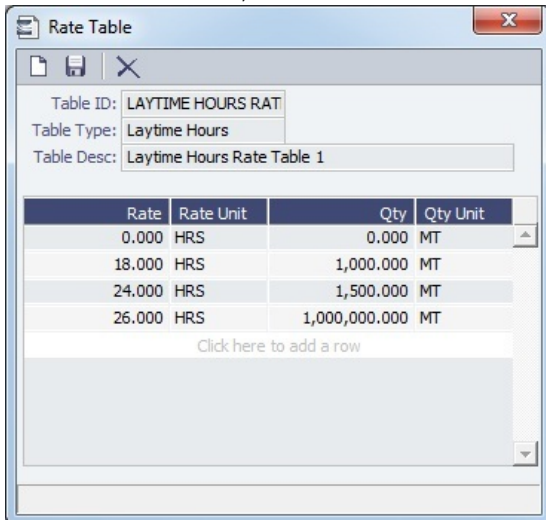 Rate Table
Table ID: LAYTIME HOURS RAT
Table Type: Laytime Hours
Table Desc: Laytime Hours Rate Table 1
Rate Rate Unit Qty Qty Unit
0.000 HRS 0.000 MT
18.000 HRS 1,000.000 MT
24.000 HRS 1,500.000 MT
26.000 HRS 1,000,000.000 MT
Click here to add a row